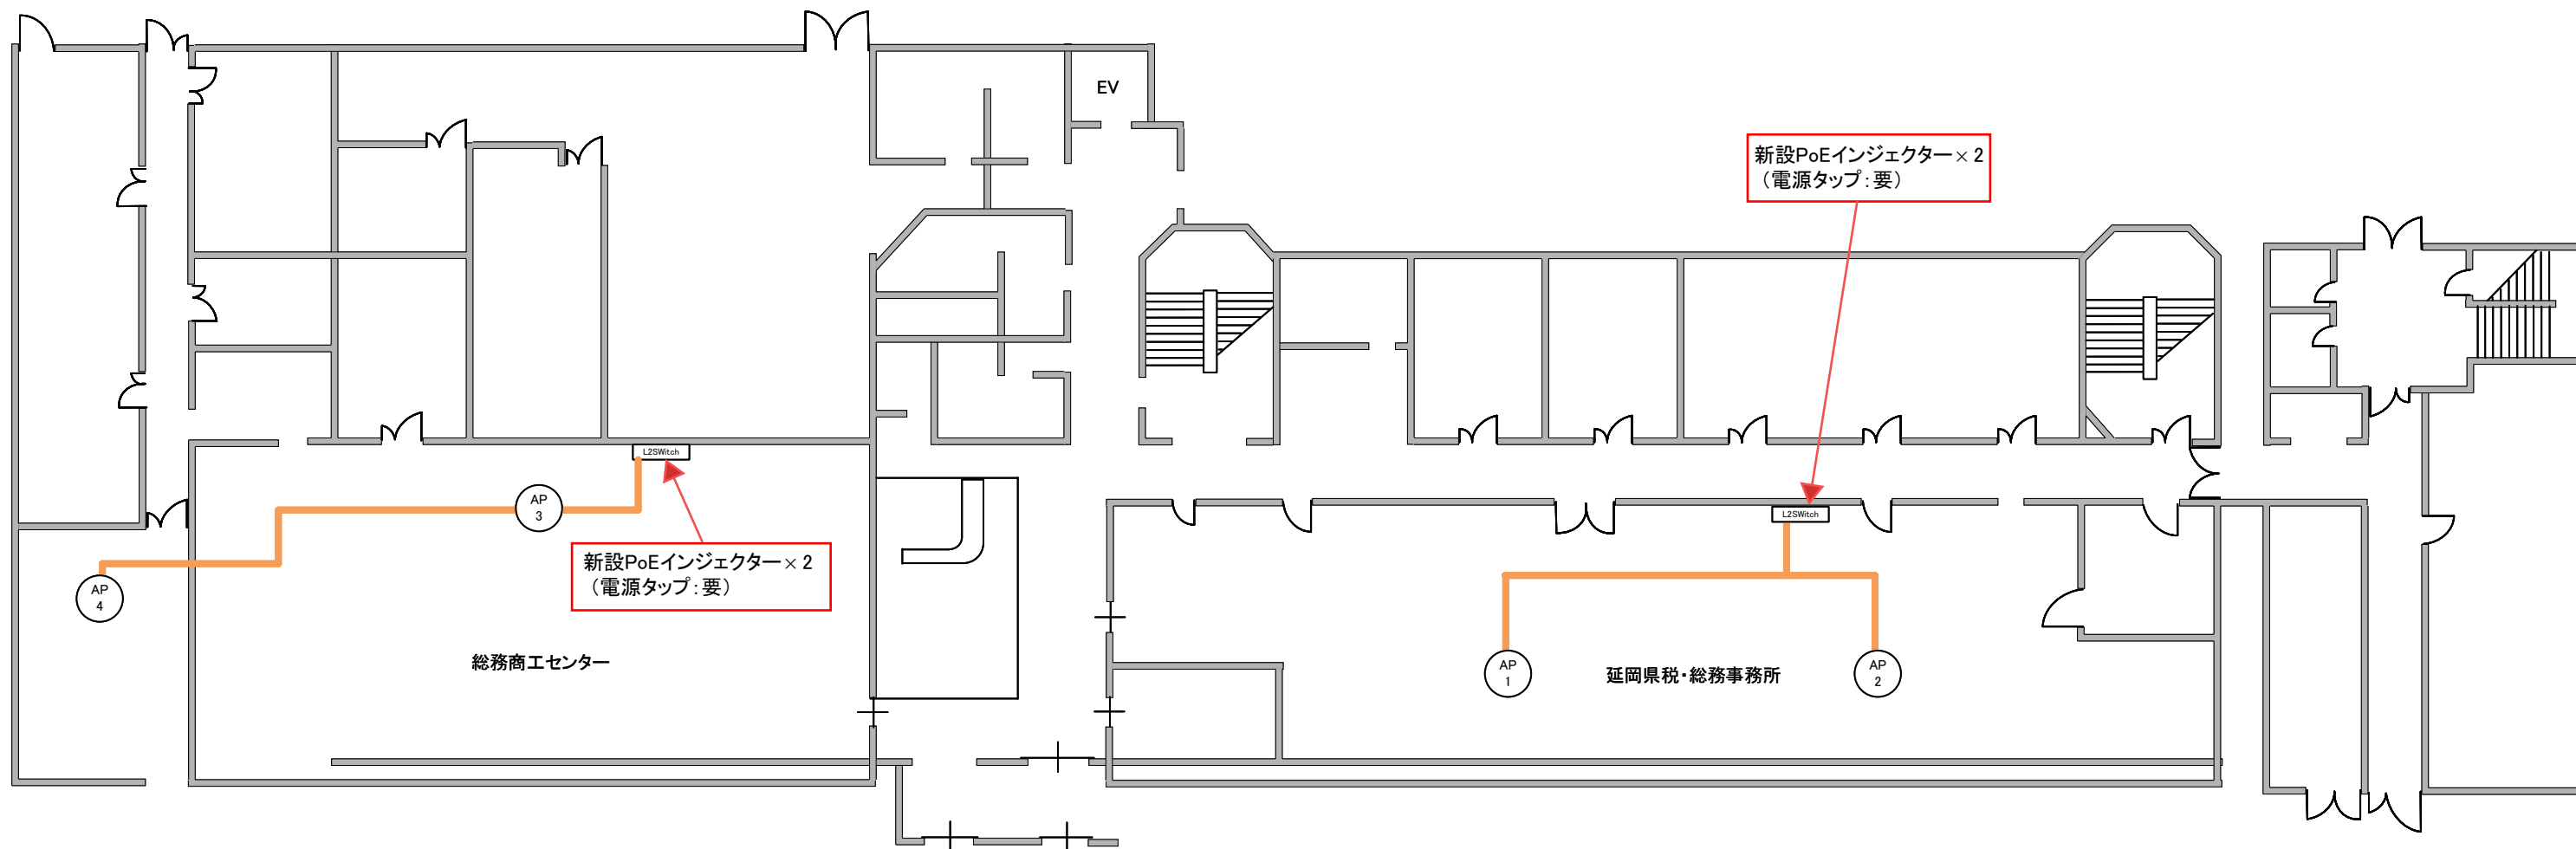 EV
新設PoEインジェクター×2
（電源タップ：要）
L2SWitch
AP
3
L2SWitch
新設PoEインジェクター×2
（電源タップ：要）
AP
4
総務商工センター
AP
1
延岡県税・総務事務所
AP
2